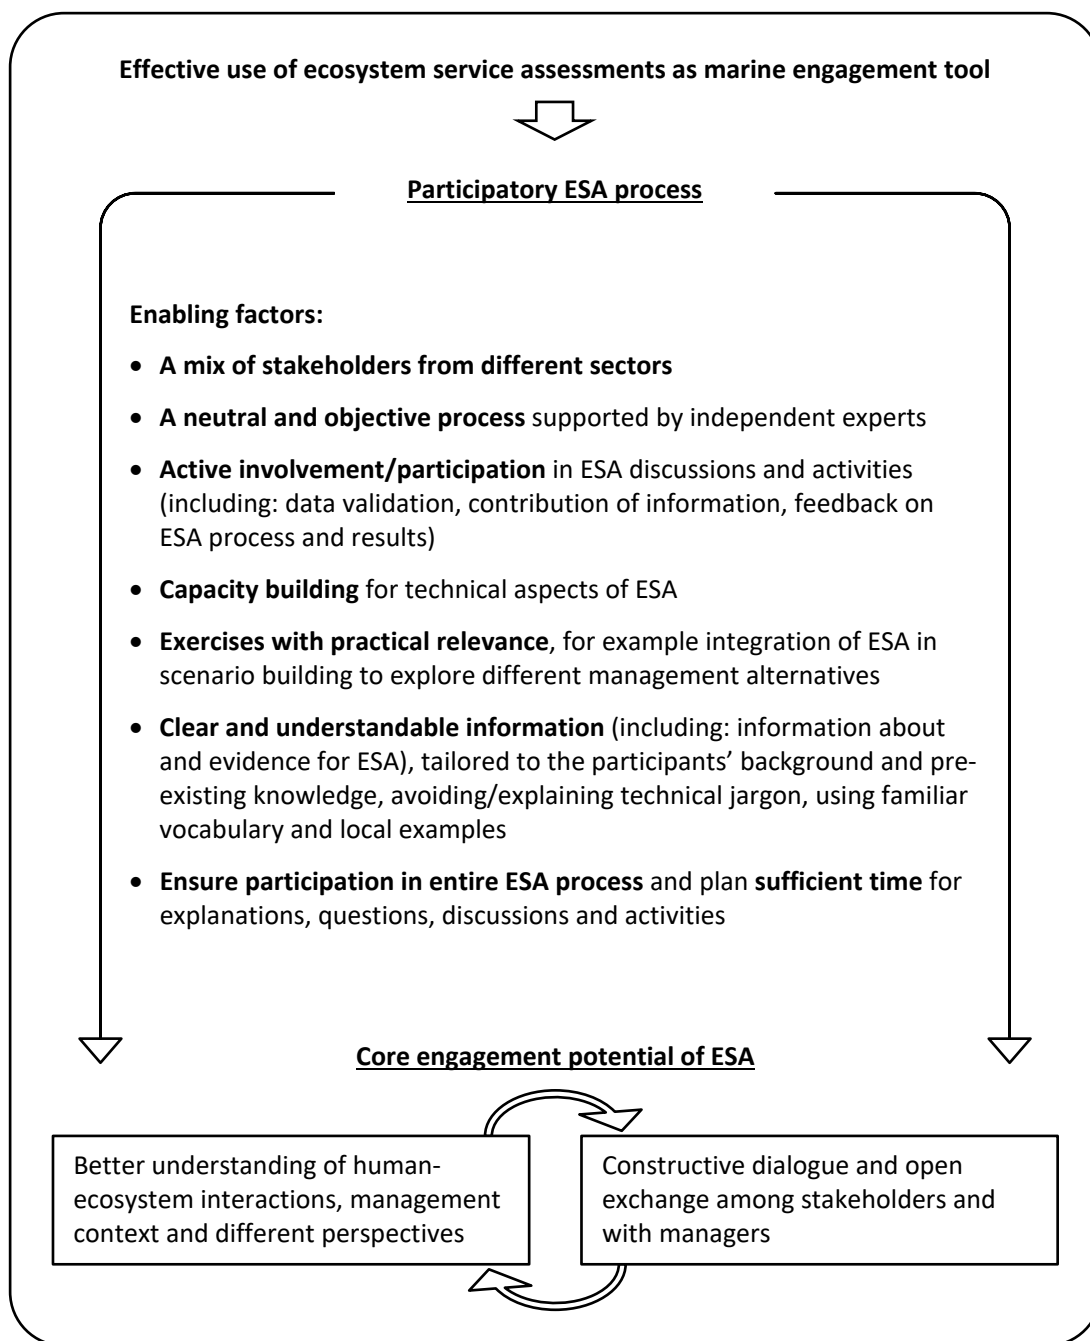 Effective use of ecosystem service assessments as marine engagement tool
Participatory ESA process
Enabling factors:
• A mix of stakeholders from different sectors
• A neutral and objective process supported by independent experts
• Active involvement/participation in ESA discussions and activities
(including: data validation, contribution of information, feedback on
ESA process and results)
• Capacity building for technical aspects of ESA
• Exercises with practical relevance, for example integration of ESA in
scenario building to explore different management alternatives
• Clear and understandable information (including: information about
and evidence for ESA), tailored to the participants’ background and pre-
existing knowledge, avoiding/explaining technical jargon, using familiar
vocabulary and local examples
• Ensure participation in entire ESA process and plan sufficient time for
explanations, questions, discussions and activities
Core engagement potential of ESA
Better understanding of human-
ecosystem interactions, management
context and different perspectives
Constructive dialogue and open
exchange among stakeholders and
with managers